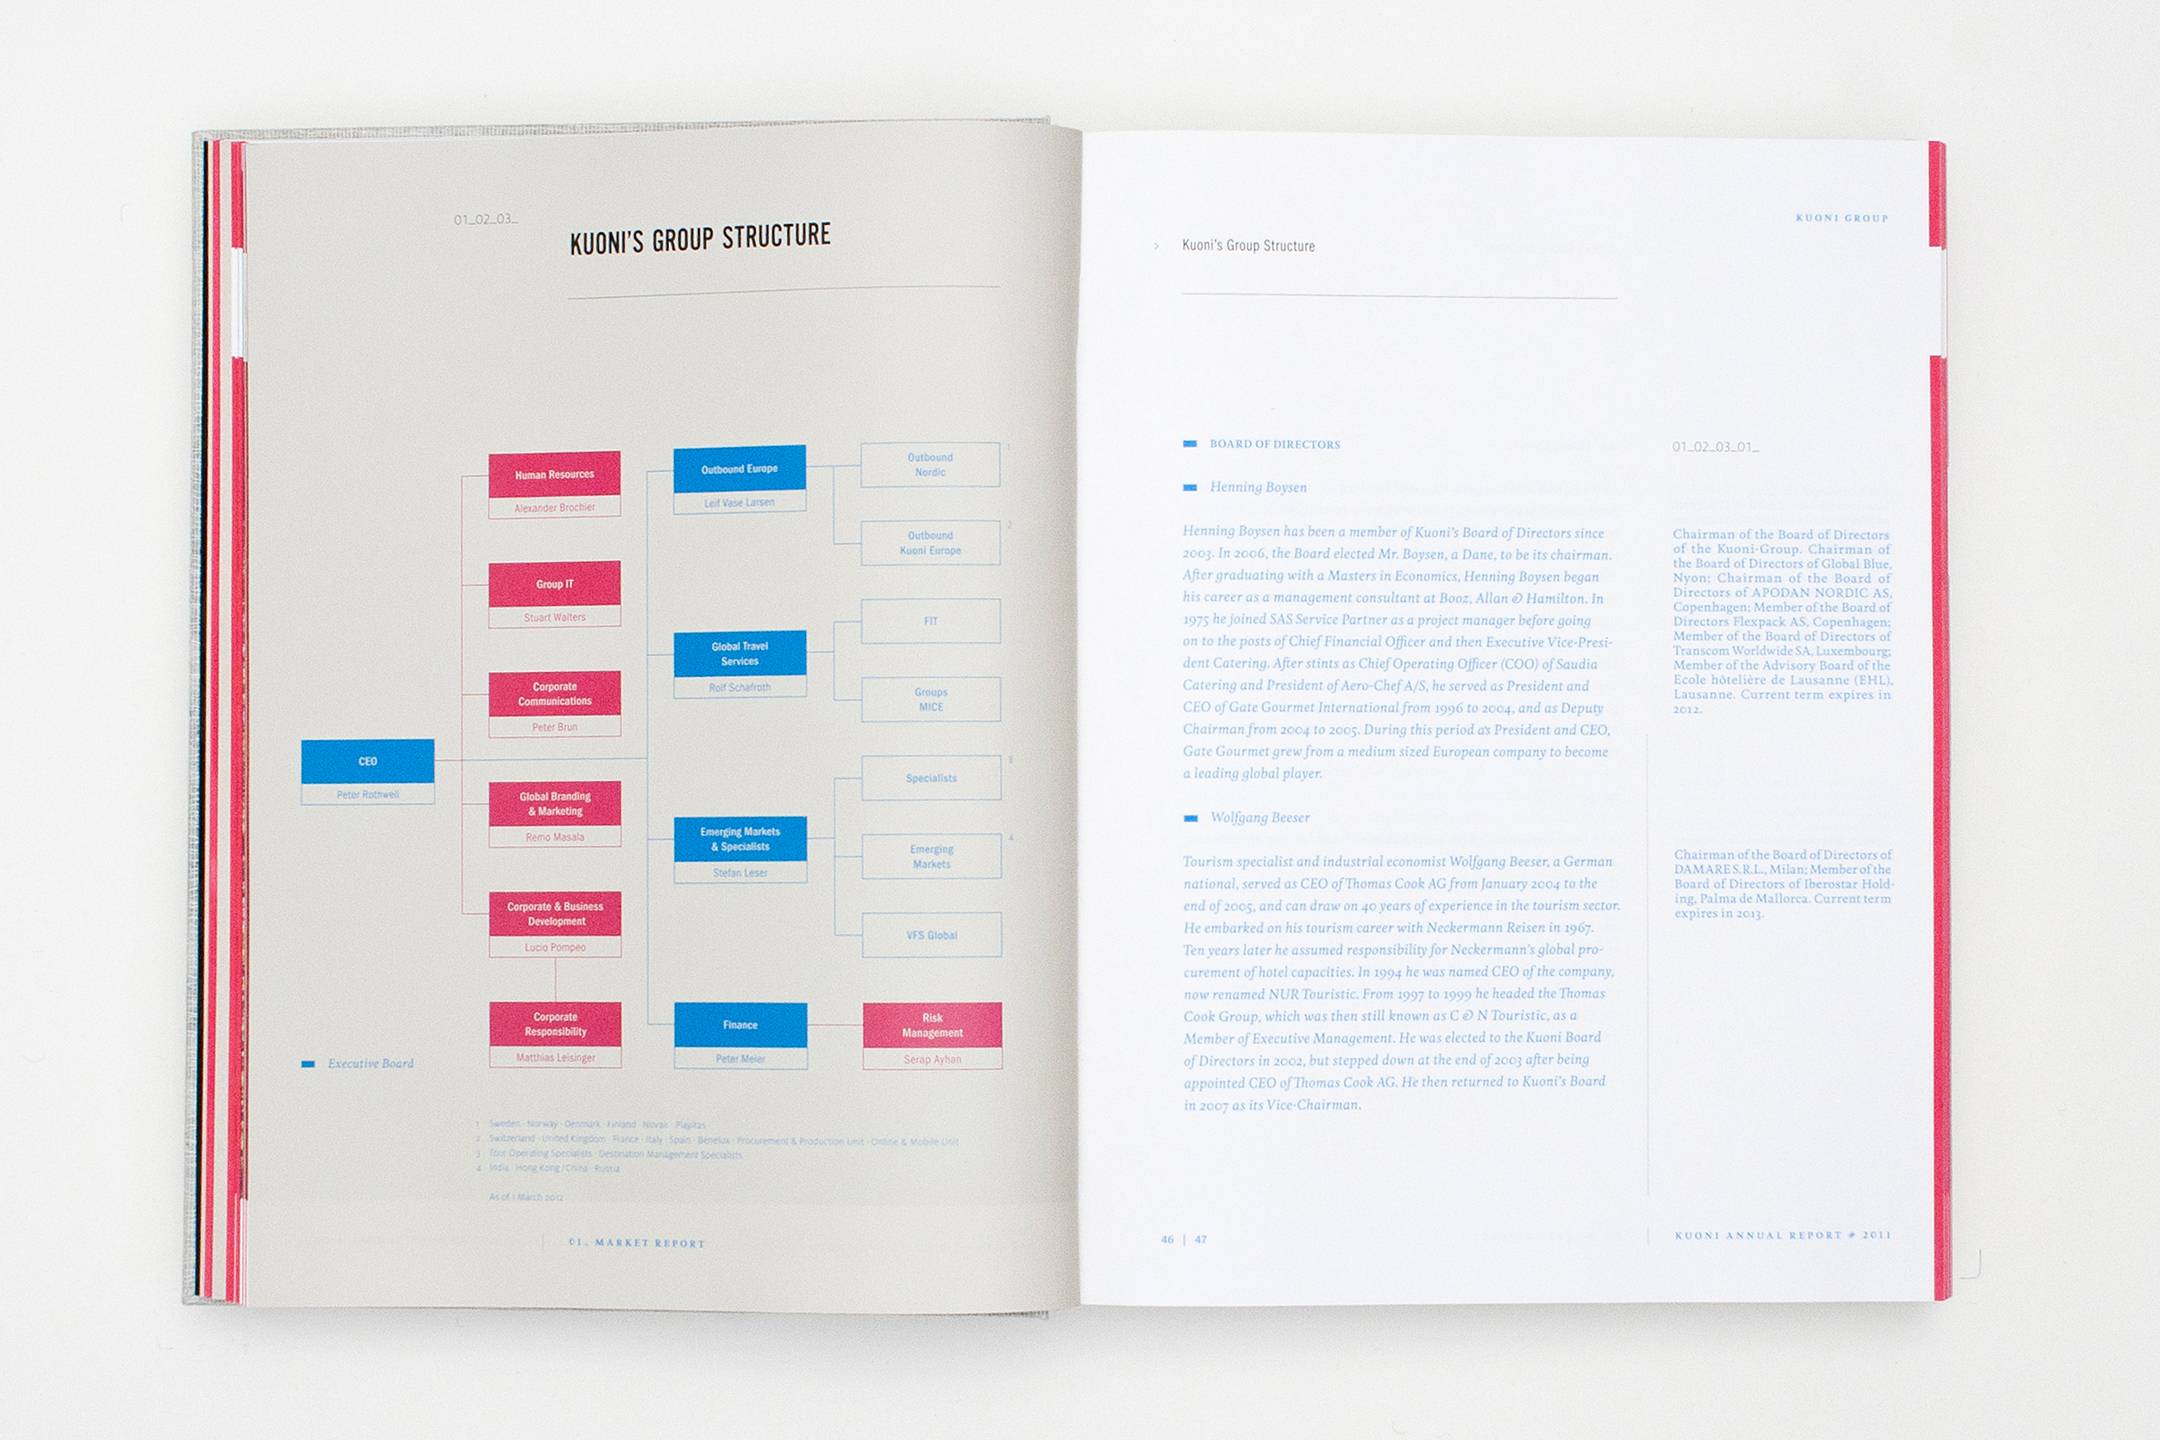 01_02_03_
KUONI'S GROUP STRUCTURE
Human Resources
Alexander Brochier
Group IT
Stuart Walters
Corporate
Communications
Peter Brun
CEO
Peter Rothwell
Global Branding
& Marketing
Remo Masala
Corporate & Business
Development
Lucio Pompeo
Corporate
Responsibility
Matthias Leisinger
Outbound Europe
Leif Vase Larsen
Global Travel
Services
Rolf Schafroth
Emerging Markets
& Specialists
Stefan Leser
Finance
Peter Meier
Outbound
Nordic
1
Outbound
Kuoni Europe
2
FIT
Groups
MICE
Specialists
3
Emerging
Markets
4
VFS Global
Risk
Management
Serap Ayhan
Executive Board
1 Sweden · Norway · Denmark · Finland · Novair · Playitas
2 Switzerland · United Kingdom · France · Italy · Spain · Benelux · Procurement & Production Unit · Online & Mobile Unit
3 Tour Operating Specialists · Destination Management Specialists
4 India · Hong Kong / China · Russia
As of 1 March 2012
01_ MARKET REPORT
KUONI GROUP
> Kuoni's Group Structure
BOARD OF DIRECTORS
01_02_03_01_
Henning Boysen
Henning Boysen has been a member of Kuoni's Board of Directors since
2003. In 2006, the Board elected Mr. Boysen, a Dane, to be its chairman.
After graduating with a Masters in Economics, Henning Boysen began
his career as a management consultant at Booz, Allan & Hamilton. In
1975 he joined SAS Service Partner as a project manager before going
on to the posts of Chief Financial Officer and then Executive Vice-Presi-
dent Catering. After stints as Chief Operating Officer (COO) of Saudia
Catering and President of Aero-Chef A/S, he served as President and
CEO of Gate Gourmet International from 1996 to 2004, and as Deputy
Chairman from 2004 to 2005. During this period as President and CEO,
Gate Gourmet grew from a medium sized European company to become
a leading global player.
Chairman of the Board of Directors
of the Kuoni-Group. Chairman of
the Board of Directors of Global Blue,
Nyon; Chairman of the Board of
Directors of APODAN NORDIC AS,
Copenhagen; Member of the Board of
Directors Flexpack AS, Copenhagen;
Member of the Board of Directors of
Transcom Worldwide SA, Luxembourg;
Member of the Advisory Board of the
Ecole hôtelière de Lausanne (EHL),
Lausanne. Current term expires in
2012.
Wolfgang Beeser
Tourism specialist and industrial economist Wolfgang Beeser, a German
national, served as CEO of Thomas Cook AG from January 2004 to the
end of 2005, and can draw on 40 years of experience in the tourism sector.
He embarked on his tourism career with Neckermann Reisen in 1967.
Ten years later he assumed responsibility for Neckermann's global pro-
curement of hotel capacities. In 1994 he was named CEO of the company,
now renamed NUR Touristic. From 1997 to 1999 he headed the Thomas
Cook Group, which was then still known as C & N Touristic, as a
Member of Executive Management. He was elected to the Kuoni Board
of Directors in 2002, but stepped down at the end of 2003 after being
appointed CEO of Thomas Cook AG. He then returned to Kuoni's Board
in 2007 as its Vice-Chairman.
Chairman of the Board of Directors of
DAMARE S.R.L., Milan; Member of the
Board of Directors of Iberostar Hold-
ing, Palma de Mallorca. Current term
expires in 2013.
46 | 47
KUONI ANNUAL REPORT * 2011